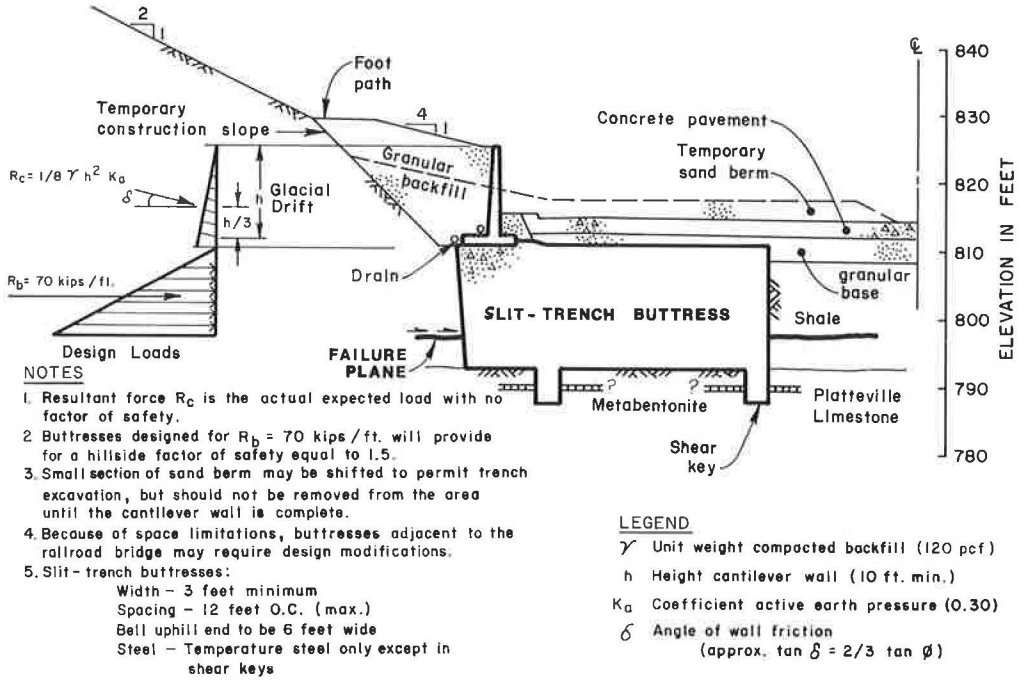 2
1
Foot
path
Temporary
construction slope
4
1
Concrete pavement
Temporary
sand berm
Granular
backfill
Rc = 1/8 γ h² Ka
δ
h
h/3
Glacial
Drift
Drain
granular
base
Rb = 70 kips/fl.
SLIT-TRENCH BUTTRESS
Shale
Design Loads
FAILURE
PLANE
?
?
Metabentonite
Platteville
Limestone
Shear
key
℄
840
830
820
810
800
790
780
ELEVATION IN FEET
NOTES
1. Resultant force Rc is the actual expected load with no
factor of safety.
2 Buttresses designed for Rb = 70 kips/ft. will provide
for a hillside factor of safety equal to 1.5.
3. Small section of sand berm may be shifted to permit trench
excavation, but should not be removed from the area
until the cantilever wall is complete.
4. Because of space limitations, buttresses adjacent to the
railroad bridge may require design modifications.
5. Slit-trench buttresses:
Width - 3 feet minimum
Spacing - 12 feet O.C. (max.)
Bell uphill end to be 6 feet wide
Steel - Temperature steel only except in
shear keys
LEGEND
γ Unit weight compacted backfill (120 pcf)
h Height cantilever wall (10 ft. min.)
Ka Coefficient active earth pressure (0.30)
δ Angle of wall friction
(approx. tan δ = 2/3 tan ø)